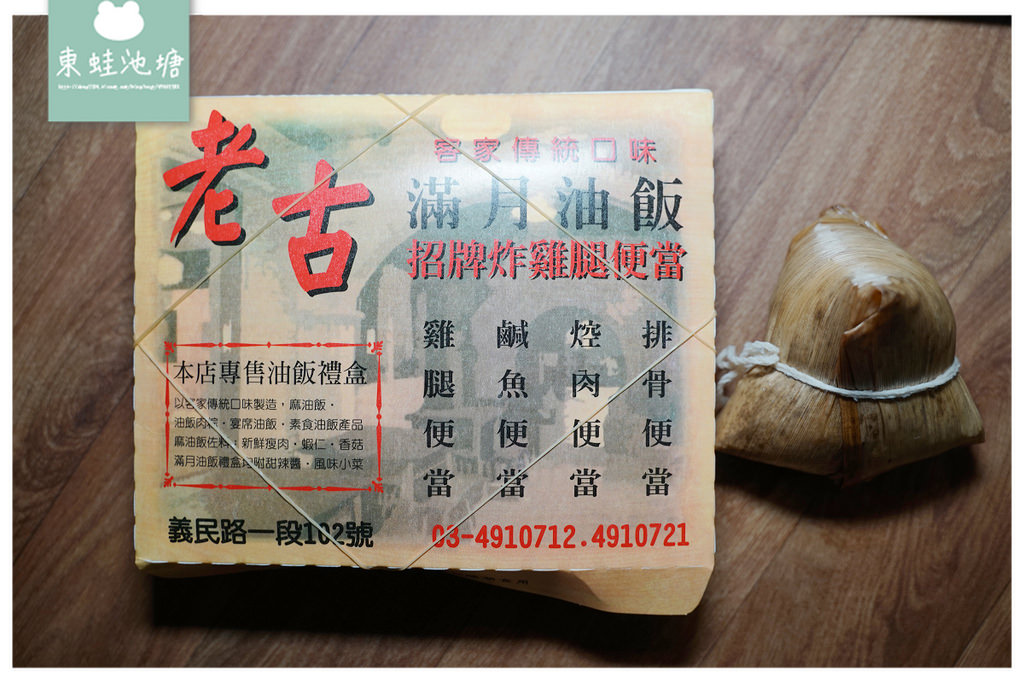 東蛙池塘
老古
客家傳統口味
滿月油飯
招牌炸雞腿便當
雞腿便當
鹹魚便當
焢肉便當
排骨便當
本店專售油飯禮盒
以客家傳統口味製造，麻油飯‧
油飯肉粽‧宴席油飯‧素食油飯產品
麻油飯佐料：新鮮瘦肉‧蝦仁‧香菇
滿月油飯禮盒均附甜辣醬‧風味小菜
義民路一段102號
03-4910712.4910721